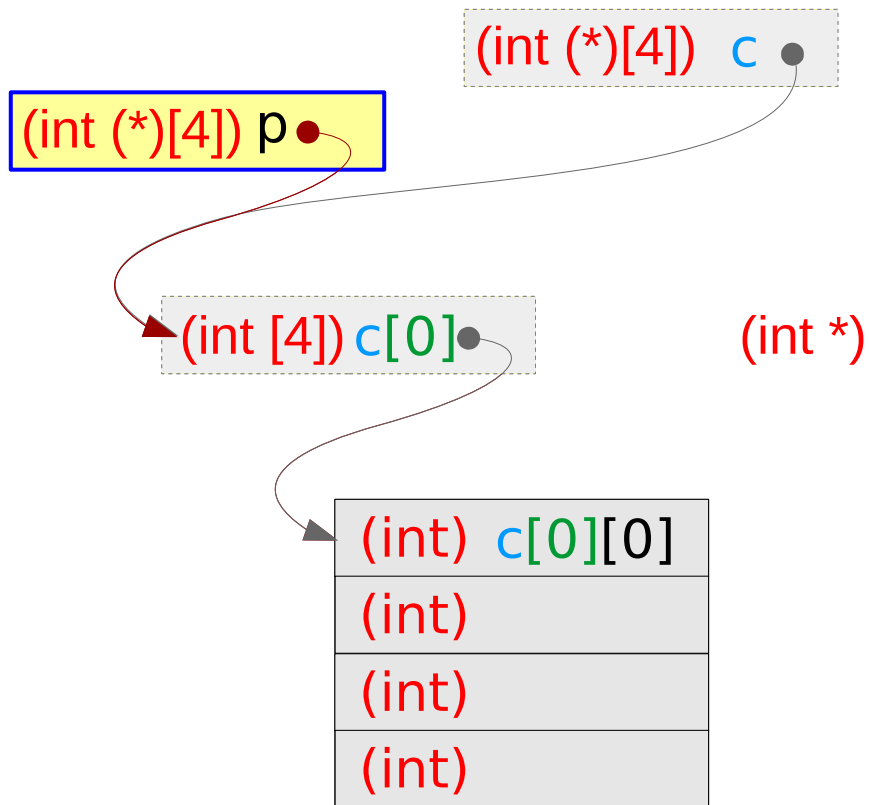 (int (*)[4]) c
(int (*)[4]) p
(int [4]) c[0]
(int *)
(int) c[0][0]
(int)
(int)
(int)